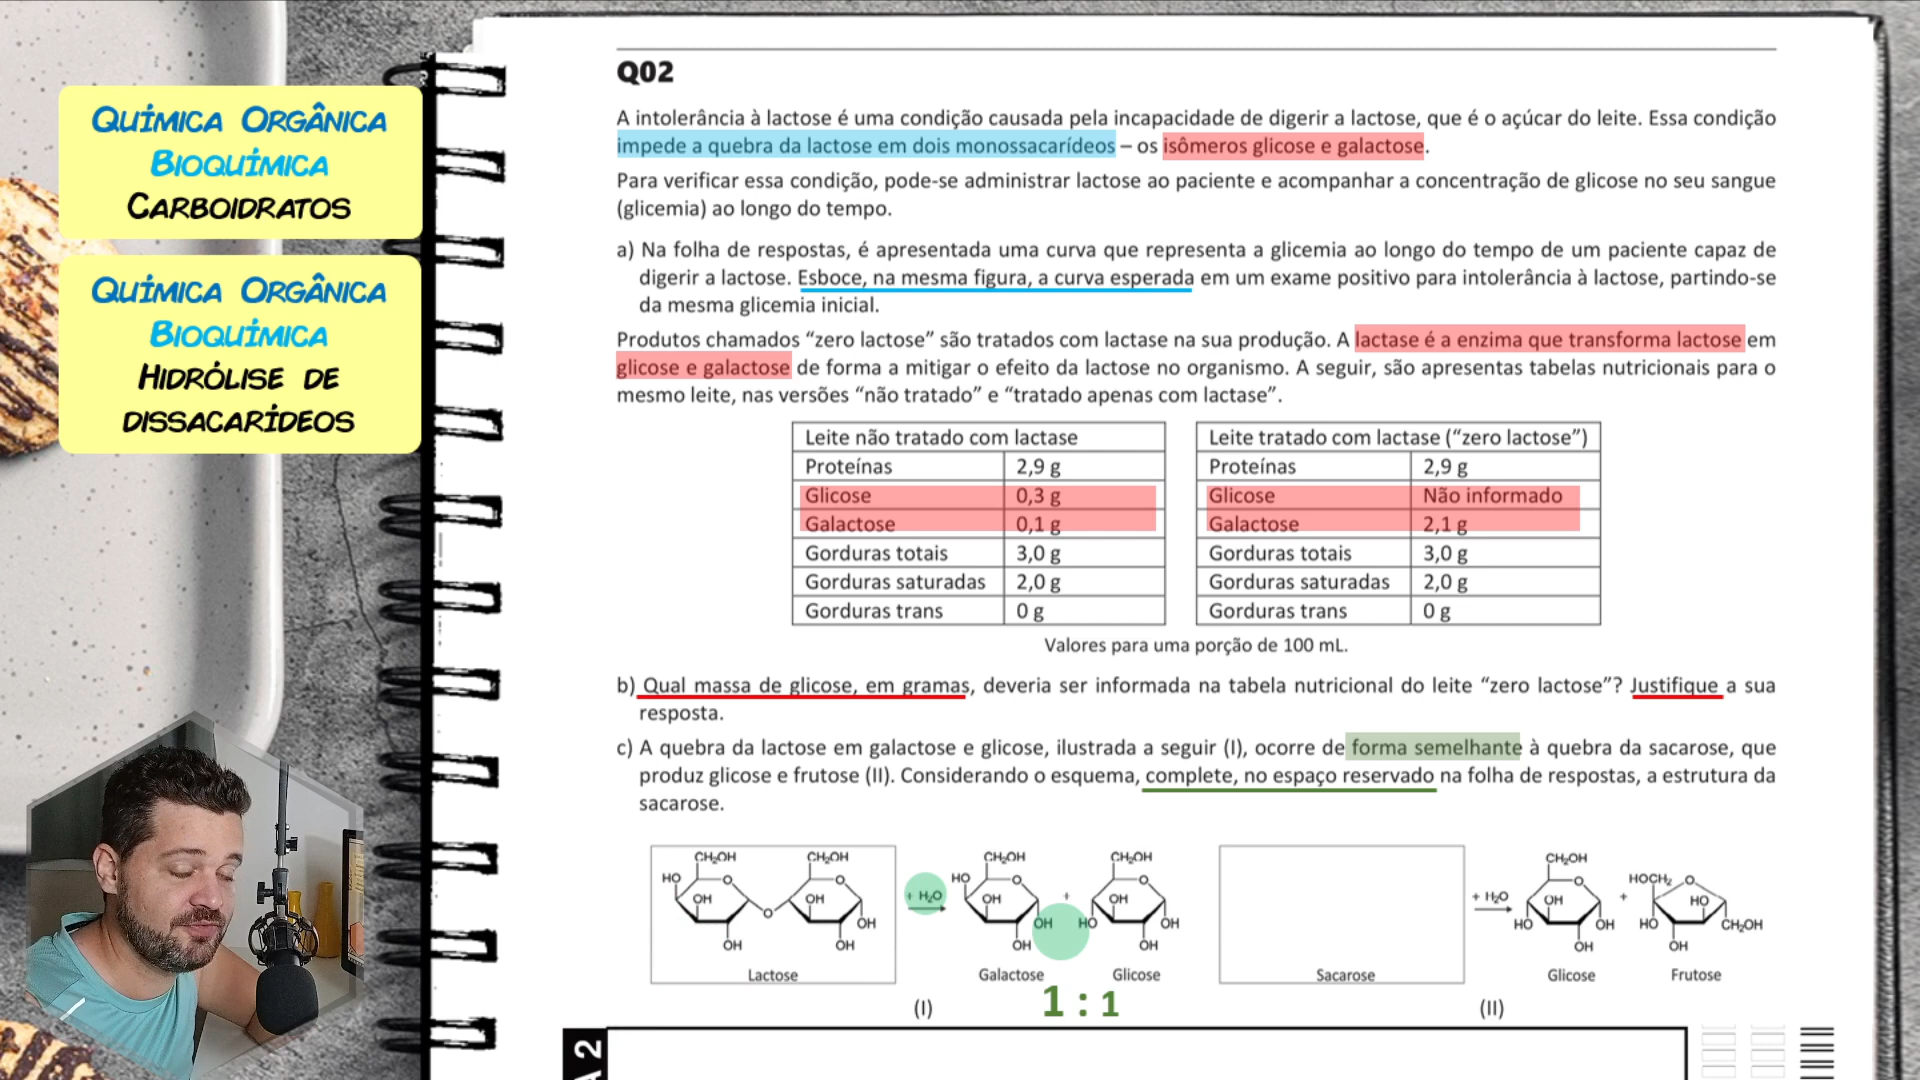 QUÍMICA ORGÂNICA
BIOQUÍMICA
CARBOIDRATOS
QUÍMICA ORGÂNICA
BIOQUÍMICA
HIDRÓLISE DE
DISSACARÍDEOS
Q02
A intolerância à lactose é uma condição causada pela incapacidade de digerir a lactose, que é o açúcar do leite. Essa condição
impede a quebra da lactose em dois monossacarídeos – os isômeros glicose e galactose.
Para verificar essa condição, pode-se administrar lactose ao paciente e acompanhar a concentração de glicose no seu sangue
(glicemia) ao longo do tempo.
a) Na folha de respostas, é apresentada uma curva que representa a glicemia ao longo do tempo de um paciente capaz de
digerir a lactose. Esboce, na mesma figura, a curva esperada em um exame positivo para intolerância à lactose, partindo-se
da mesma glicemia inicial.
Produtos chamados “zero lactose” são tratados com lactase na sua produção. A lactase é a enzima que transforma lactose em
glicose e galactose de forma a mitigar o efeito da lactose no organismo. A seguir, são apresentas tabelas nutricionais para o
mesmo leite, nas versões “não tratado” e “tratado apenas com lactase”.
Leite não tratado com lactase
Proteínas 2,9 g
Glicose 0,3 g
Galactose 0,1 g
Gorduras totais 3,0 g
Gorduras saturadas 2,0 g
Gorduras trans 0 g
Leite tratado com lactase (“zero lactose”)
Proteínas 2,9 g
Glicose Não informado
Galactose 2,1 g
Gorduras totais 3,0 g
Gorduras saturadas 2,0 g
Gorduras trans 0 g
Valores para uma porção de 100 mL.
b) Qual massa de glicose, em gramas, deveria ser informada na tabela nutricional do leite “zero lactose”? Justifique a sua
resposta.
c) A quebra da lactose em galactose e glicose, ilustrada a seguir (I), ocorre de forma semelhante à quebra da sacarose, que
produz glicose e frutose (II). Considerando o esquema, complete, no espaço reservado na folha de respostas, a estrutura da
sacarose.
CH₂OH CH₂OH
HO O O
OH OH
O OH
OH OH
Lactose
+ H₂O
CH₂OH
HO O
OH
OH
OH
Galactose
+
CH₂OH
O
OH
HO OH
OH
Glicose
1 : 1
(I)
Sacarose
+ H₂O
CH₂OH
O
OH
HO OH
OH
Glicose
+
HOCH₂ O
HO
HO CH₂OH
OH
Frutose
(II)
A 2